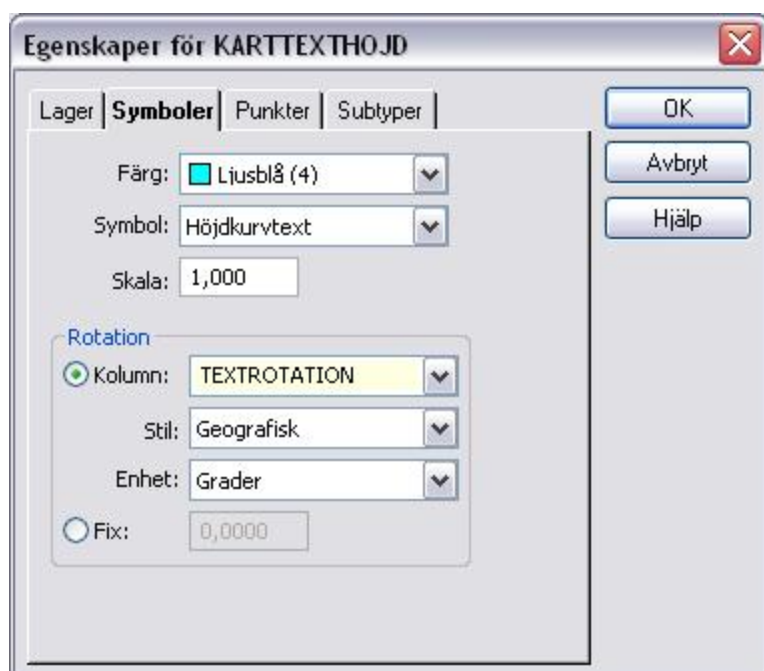 Egenskaper för KARTTEXTHOJD
Lager Symboler Punkter Subtyper
OK
Avbryt
Hjälp
Färg: Ljusblå (4)
Symbol: Höjdkurvtext
Skala: 1,000
Rotation
Kolumn: TEXTROTATION
Stil: Geografisk
Enhet: Grader
Fix: 0,0000